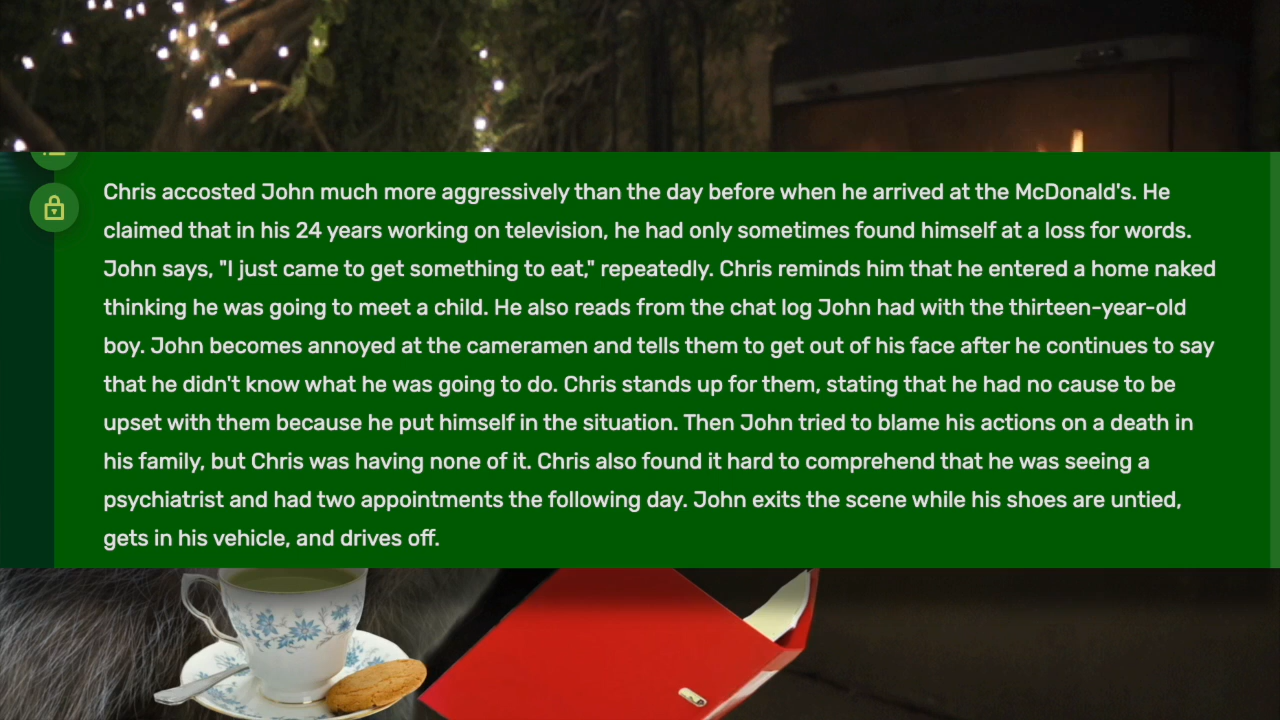 Chris accosted John much more aggressively than the day before when he arrived at the McDonald's. He
claimed that in his 24 years working on television, he had only sometimes found himself at a loss for words.
John says, "I just came to get something to eat," repeatedly. Chris reminds him that he entered a home naked
thinking he was going to meet a child. He also reads from the chat log John had with the thirteen-year-old
boy. John becomes annoyed at the cameramen and tells them to get out of his face after he continues to say
that he didn't know what he was going to do. Chris stands up for them, stating that he had no cause to be
upset with them because he put himself in the situation. Then John tried to blame his actions on a death in
his family, but Chris was having none of it. Chris also found it hard to comprehend that he was seeing a
psychiatrist and had two appointments the following day. John exits the scene while his shoes are untied,
gets in his vehicle, and drives off.